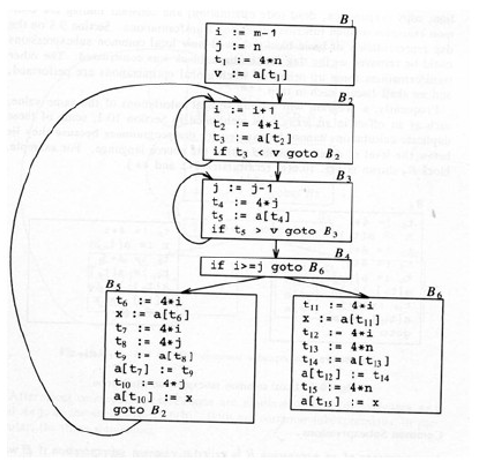 B₁
i := m-1
j := n
t₁ := 4*n
v := a[t₁]
B₂
i := i+1
t₂ := 4*i
t₃ := a[t₂]
if t₃ < v goto B₂
B₃
j := j-1
t₄ := 4*j
t₅ := a[t₄]
if t₅ > v goto B₃
B₄
if i>=j goto B₆
B₅
t₆ := 4*i
x := a[t₆]
t₇ := 4*i
t₈ := 4*j
t₉ := a[t₈]
a[t₇] := t₉
t₁₀ := 4*j
a[t₁₀] := x
goto B₂
B₆
t₁₁ := 4*i
x := a[t₁₁]
t₁₂ := 4*i
t₁₃ := 4*n
t₁₄ := a[t₁₃]
a[t₁₂] := t₁₄
t₁₅ := 4*n
a[t₁₅] := x